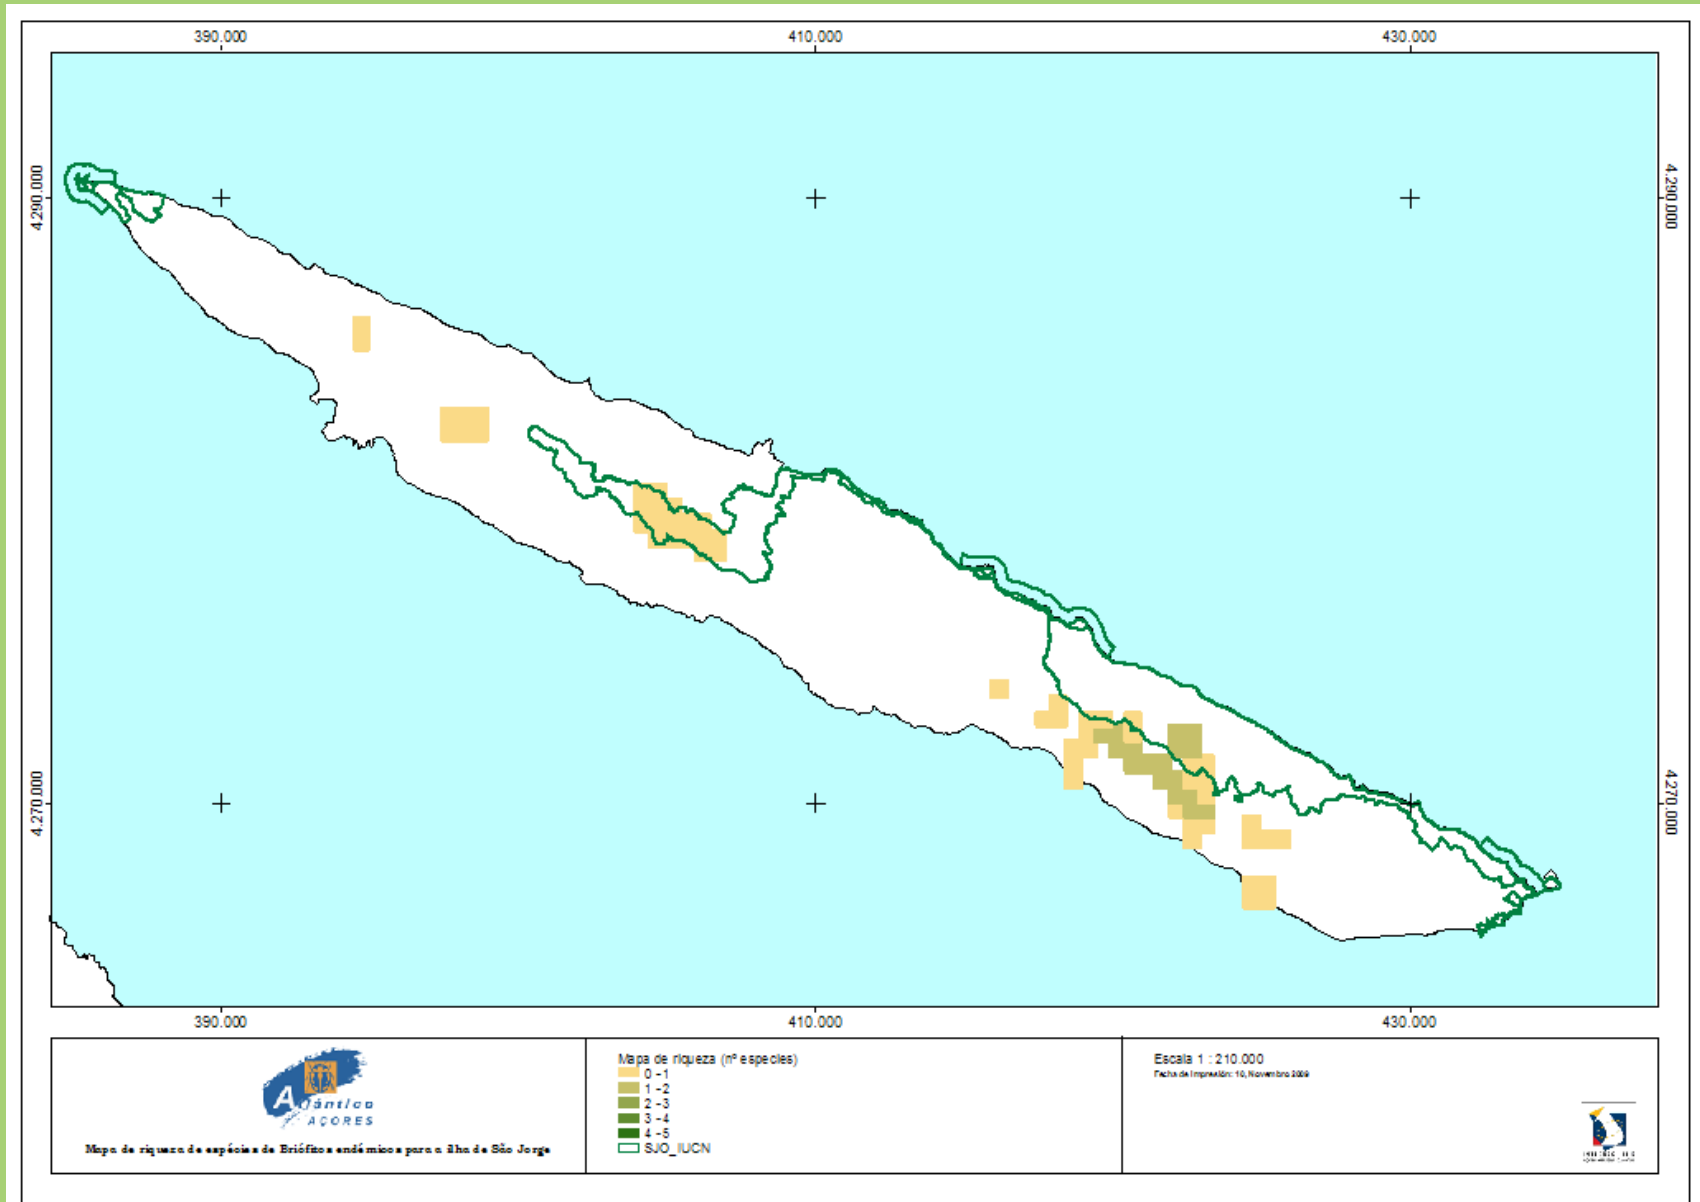 390.000 410.000 430.000
4.290.000 4.290.000
4.270.000 4.270.000
390.000 410.000 430.000
Atlântico
AÇORES
Mapa de riqueza de espécies de Briófitos endémicos para a ilha de São Jorge
Mapa de riqueza (nº especies)
0 - 1
1 - 2
2 - 3
3 - 4
4 - 5
SJO_IUCN
Escala 1 : 210.000
Fecha de Impresión: 10, Novembro 2009